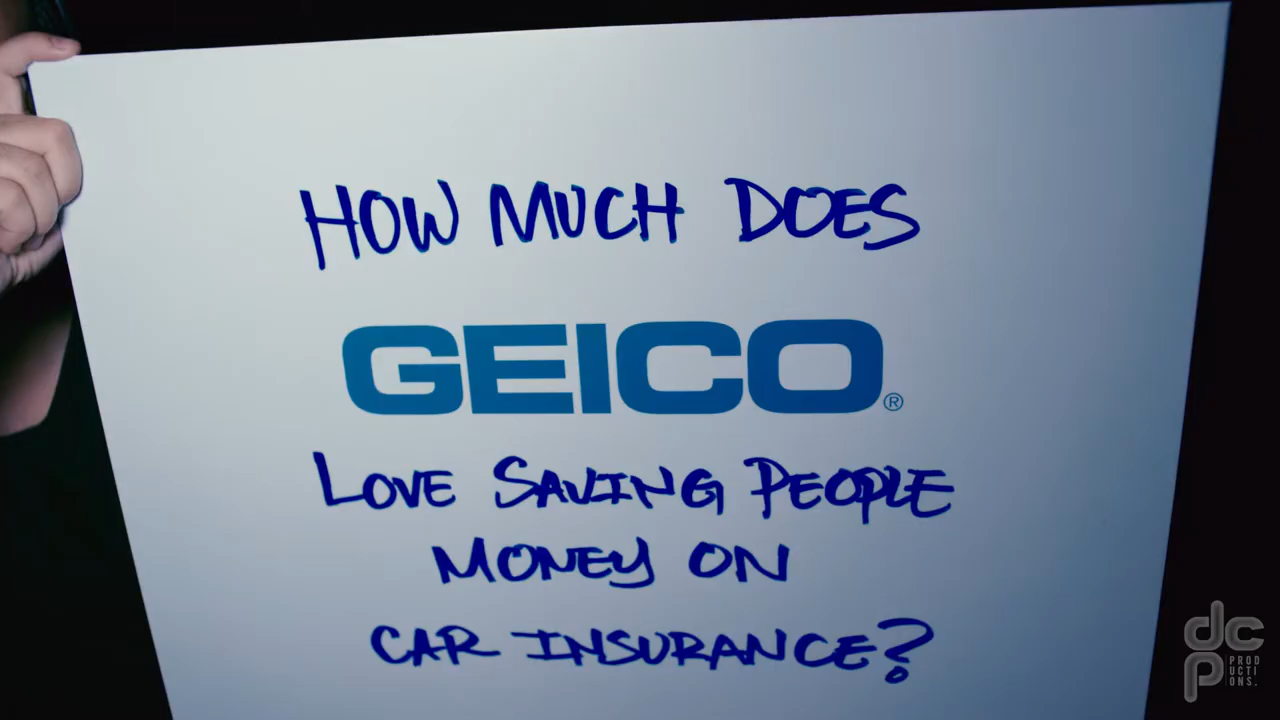 HOW MUCH DOES
GEICO®
LOVE SAVING PEOPLE
MONEY ON
CAR INSURANCE?
dcp PRODUCTIONS.